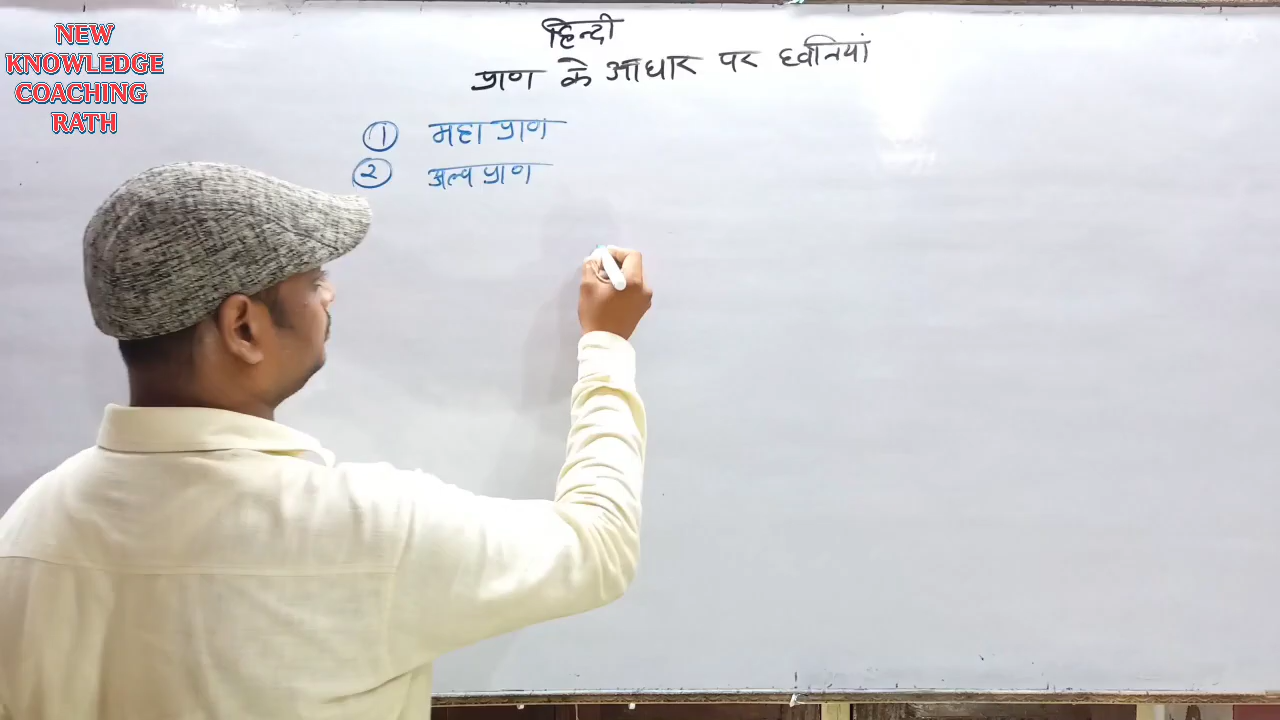 NEW
KNOWLEDGE
COACHING
RATH
हिन्दी
प्राण के आधार पर ध्वनियां
① महा प्राण
② अल्प प्राण